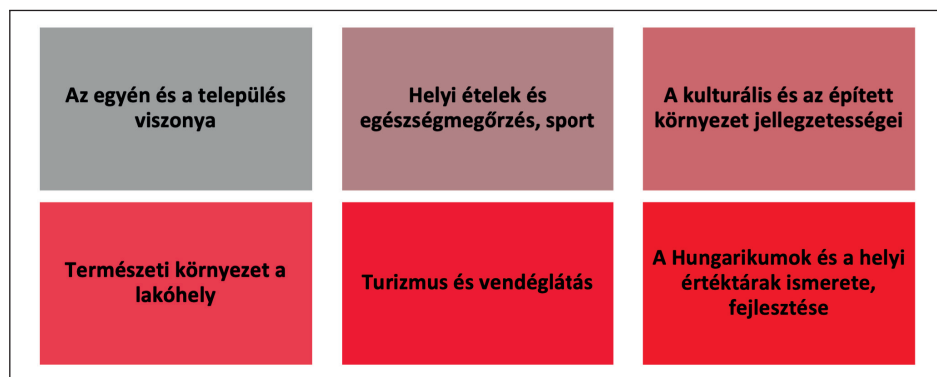 Az egyén és a település
viszonya
Helyi ételek és
egészségmegőrzés, sport
A kulturális és az épített
környezet jellegzetességei
Természeti környezet a
lakóhely
Turizmus és vendéglátás
A Hungarikumok és a helyi
értéktárak ismerete,
fejlesztése